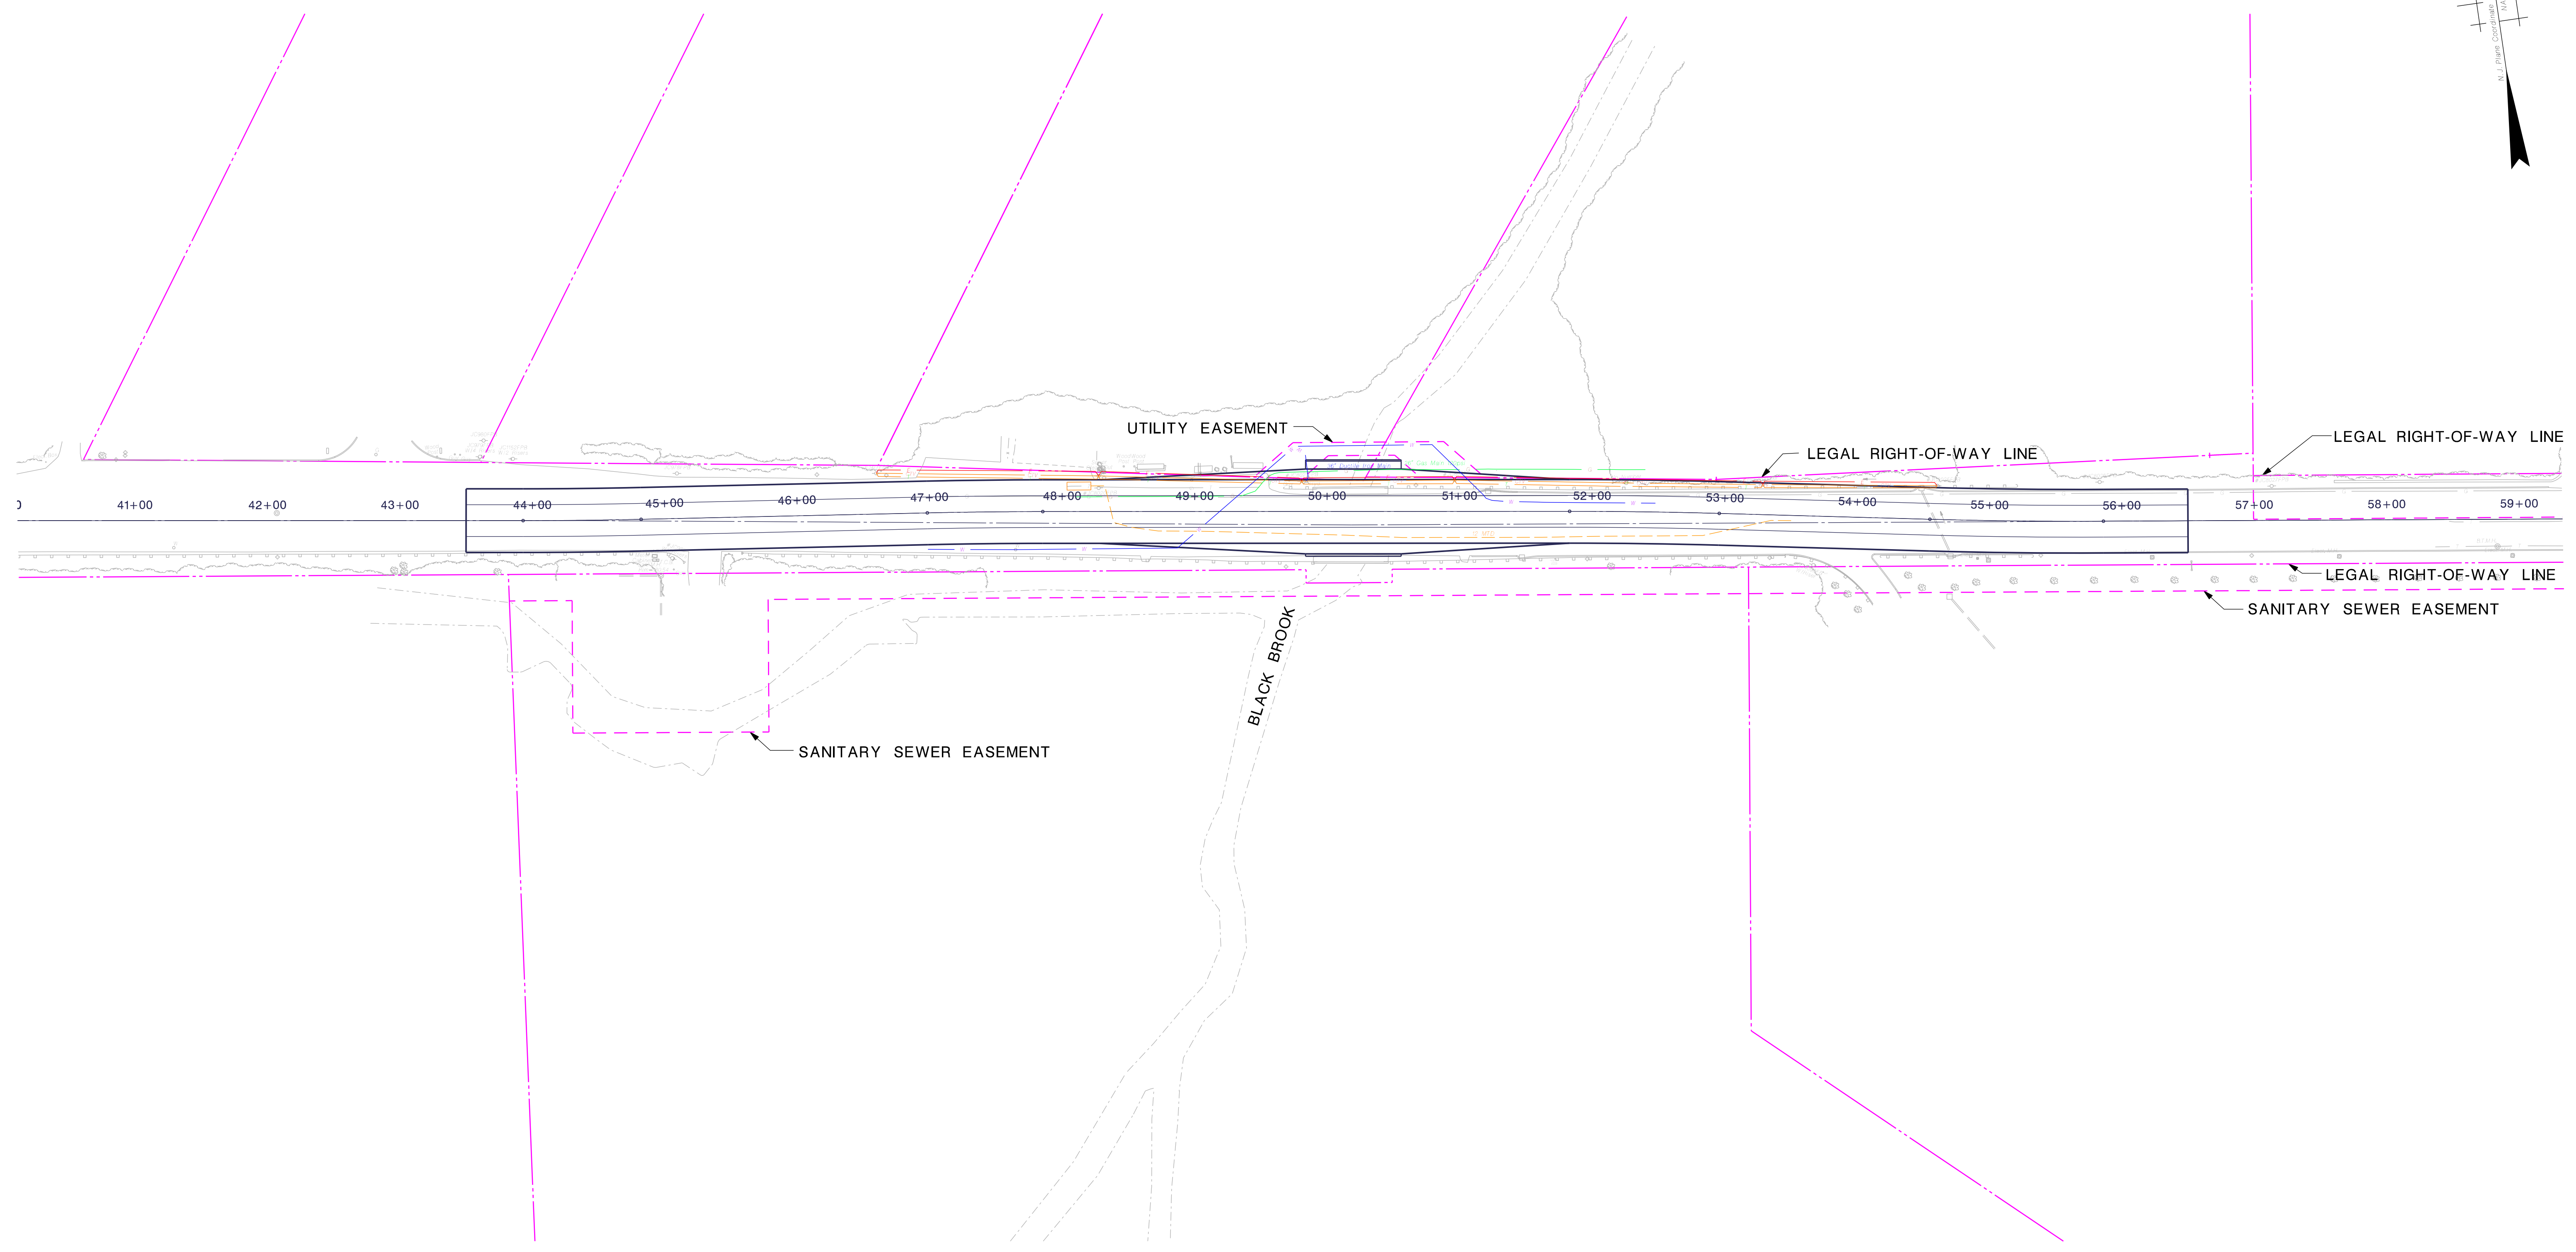 N.J. Plane Coordinate
UTILITY EASEMENT
LEGAL RIGHT-OF-WAY LINE
LEGAL RIGHT-OF-WAY LINE
41+00 42+00 43+00 44+00 45+00 46+00 47+00 48+00 49+00 50+00 51+00 52+00 53+00 54+00 55+00 56+00 57+00 58+00 59+00
LEGAL RIGHT-OF-WAY LINE
SANITARY SEWER EASEMENT
BLACK BROOK
SANITARY SEWER EASEMENT